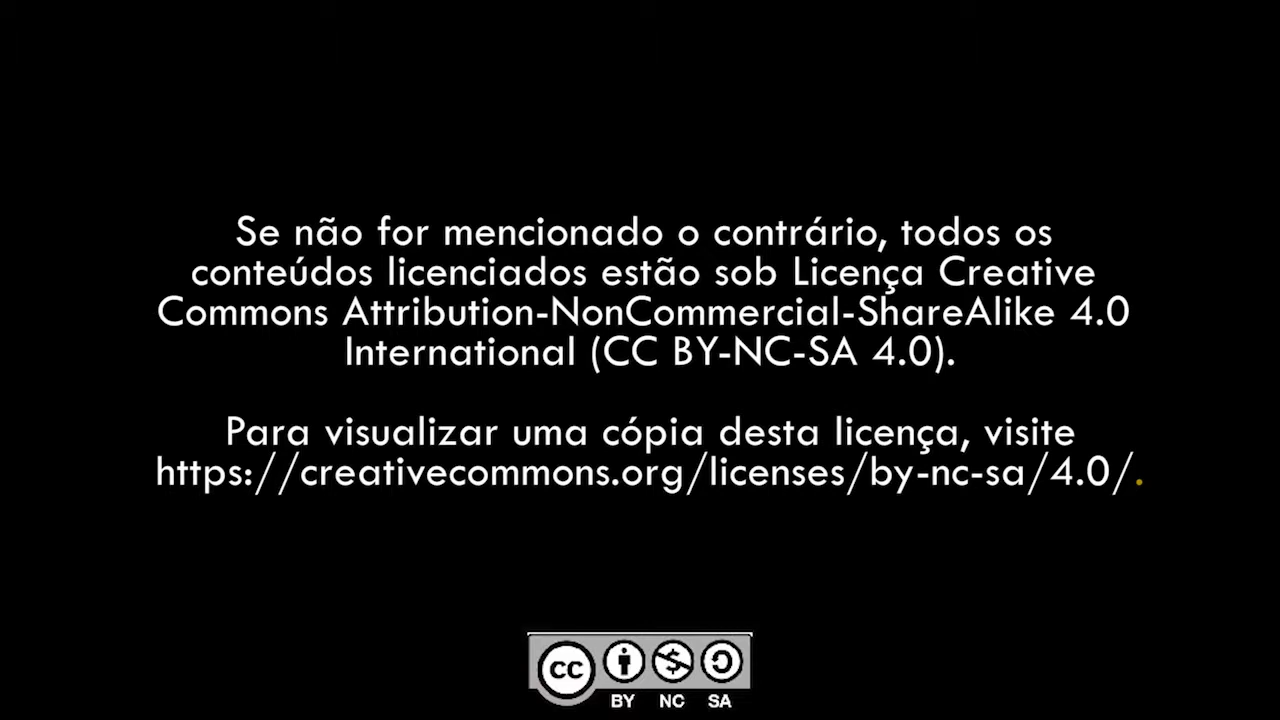 Se não for mencionado o contrário, todos os
conteúdos licenciados estão sob Licença Creative
Commons Attribution-NonCommercial-ShareAlike 4.0
International (CC BY-NC-SA 4.0).
Para visualizar uma cópia desta licença, visite
https://creativecommons.org/licenses/by-nc-sa/4.0/.
cc
BY NC SA